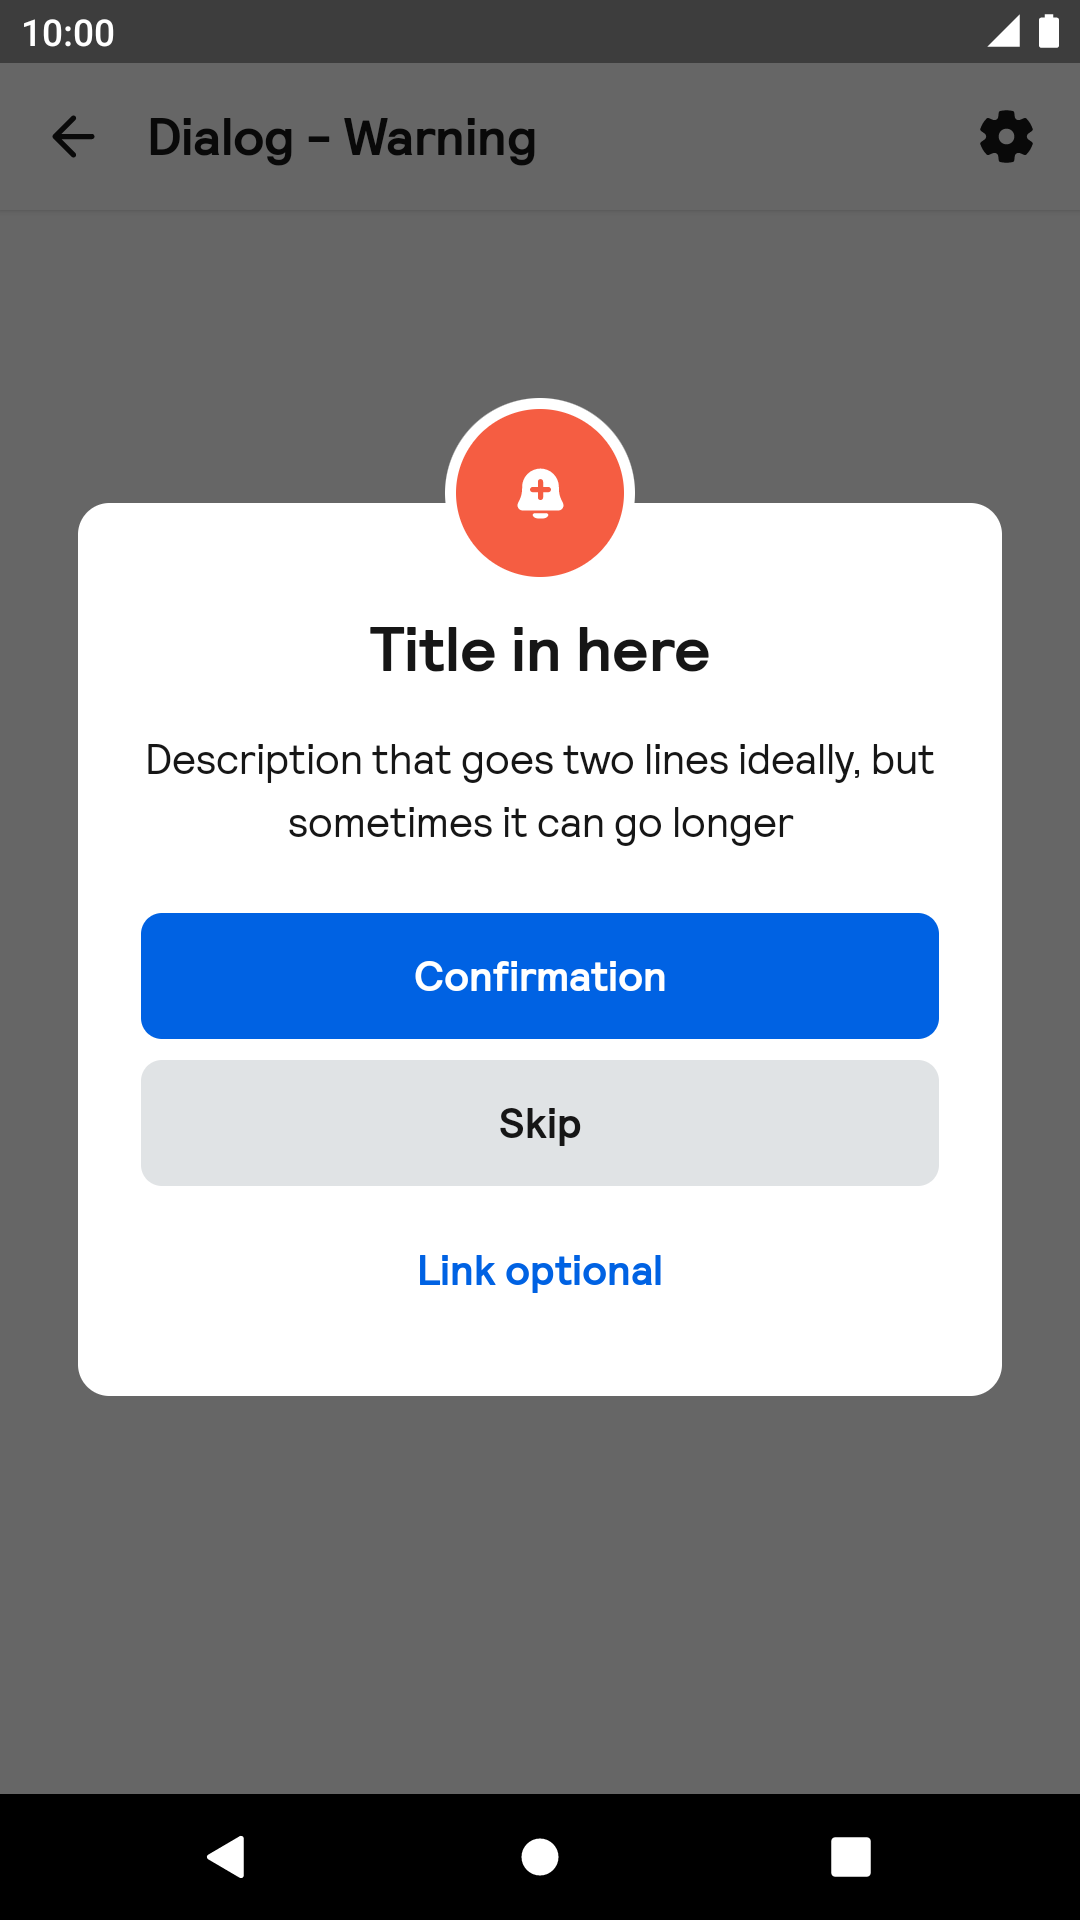 10:00
Dialog - Warning
Title in here
Description that goes two lines ideally, but
sometimes it can go longer
Confirmation
Skip
Link optional